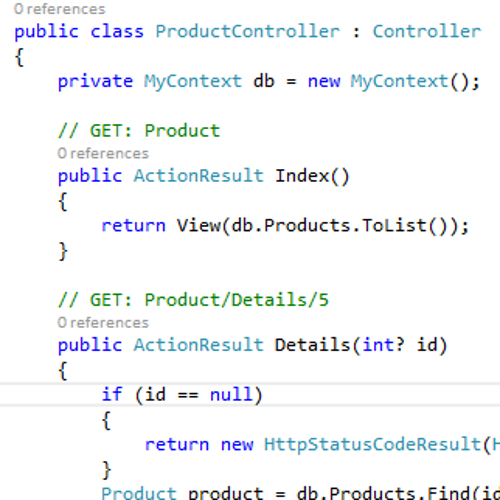 0 references
public class ProductController : Controller
{
private MyContext db = new MyContext();
// GET: Product
0 references
public ActionResult Index()
{
return View(db.Products.ToList());
}
// GET: Product/Details/5
0 references
public ActionResult Details(int? id)
{
if (id == null)
{
return new HttpStatusCodeResult(H
}
Product product = db.Products.Find(id